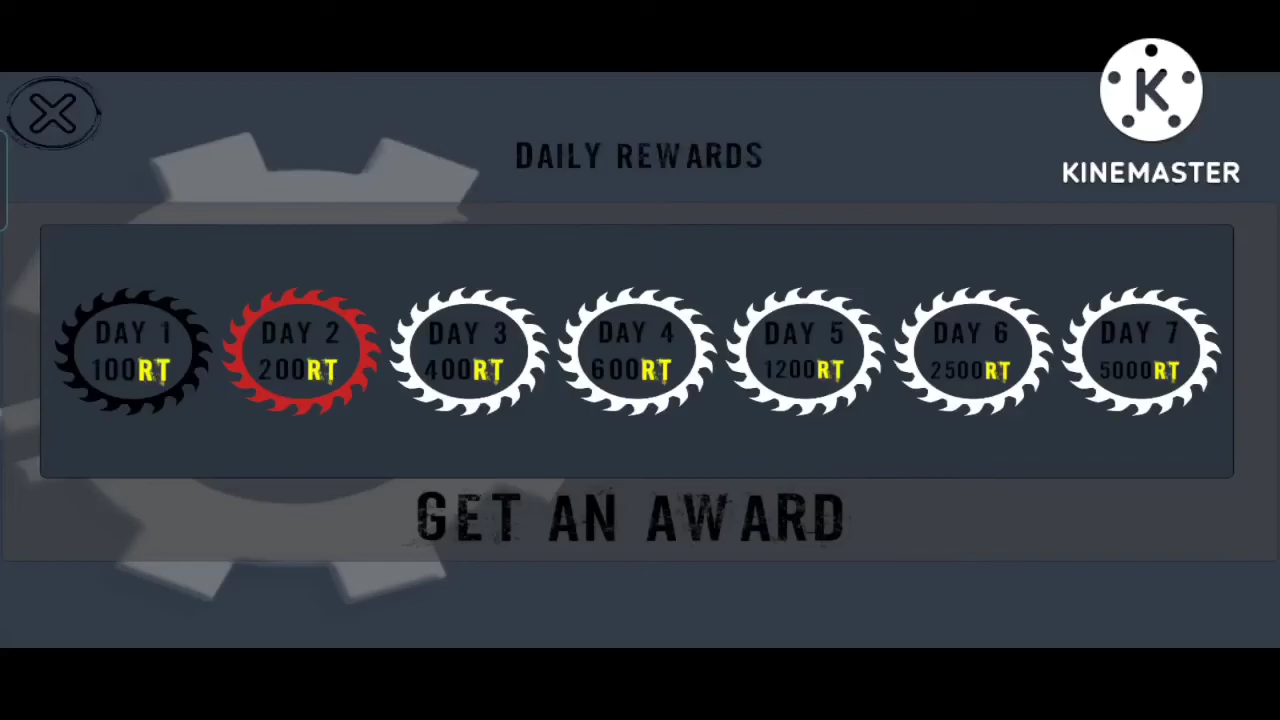 K
KINEMASTER
DAILY REWARDS
DAY 1
100RT
DAY 2
200RT
DAY 3
400RT
DAY 4
600RT
DAY 5
1200RT
DAY 6
2500RT
DAY 7
5000RT
GET AN AWARD